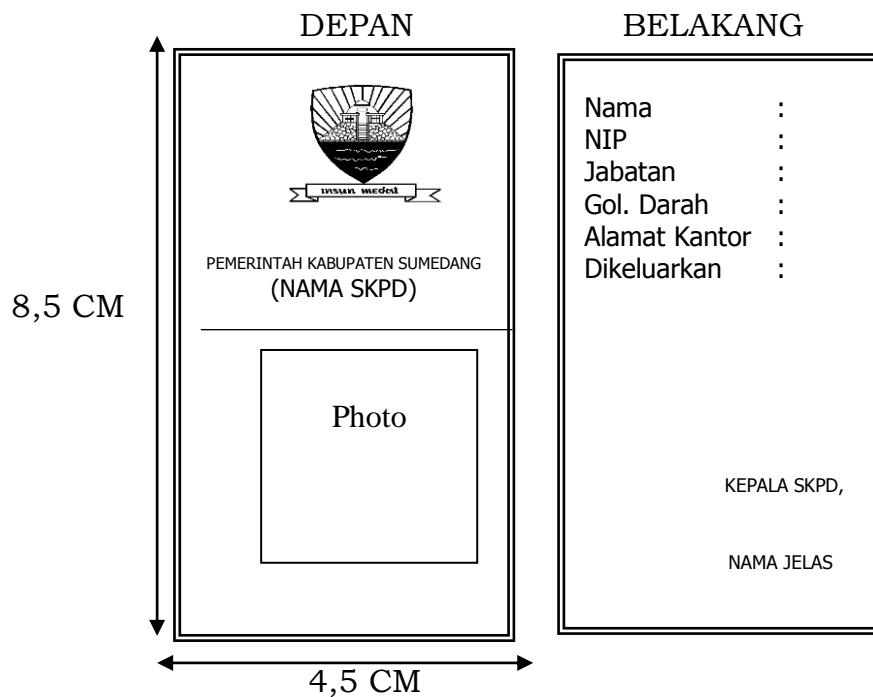 DEPAN
insun medal
PEMERINTAH KABUPATEN SUMEDANG
(NAMA SKPD)
Photo
8,5 CM
4,5 CM
BELAKANG
Nama :
NIP :
Jabatan :
Gol. Darah :
Alamat Kantor :
Dikeluarkan :
KEPALA SKPD,
NAMA JELAS